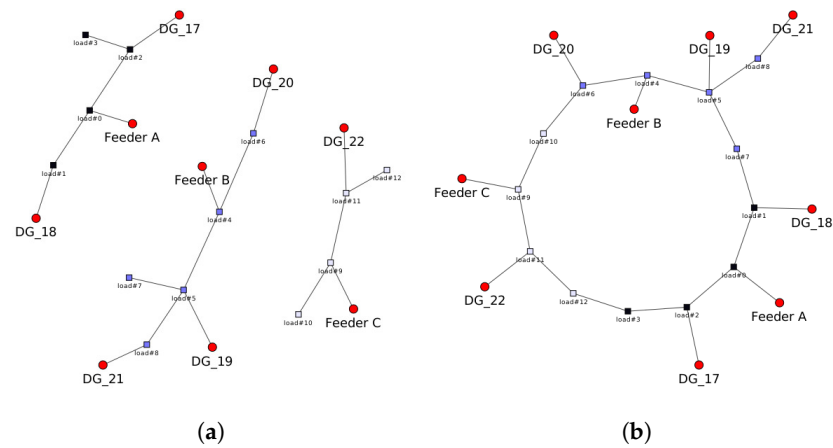 DG_17
load#3
load#2
load#0
Feeder A
load#1
DG_18
DG_20
load#6
Feeder B
load#4
load#7
load#5
load#8
DG_19
DG_21
DG_22
load#12
load#11
load#9
load#10
Feeder C
(a)
DG_20
DG_19
DG_21
load#8
load#4
load#6
load#5
Feeder B
load#10
load#7
Feeder C
load#9
load#1
DG_18
load#11
load#0
DG_22
load#12
load#3
load#2
Feeder A
DG_17
(b)